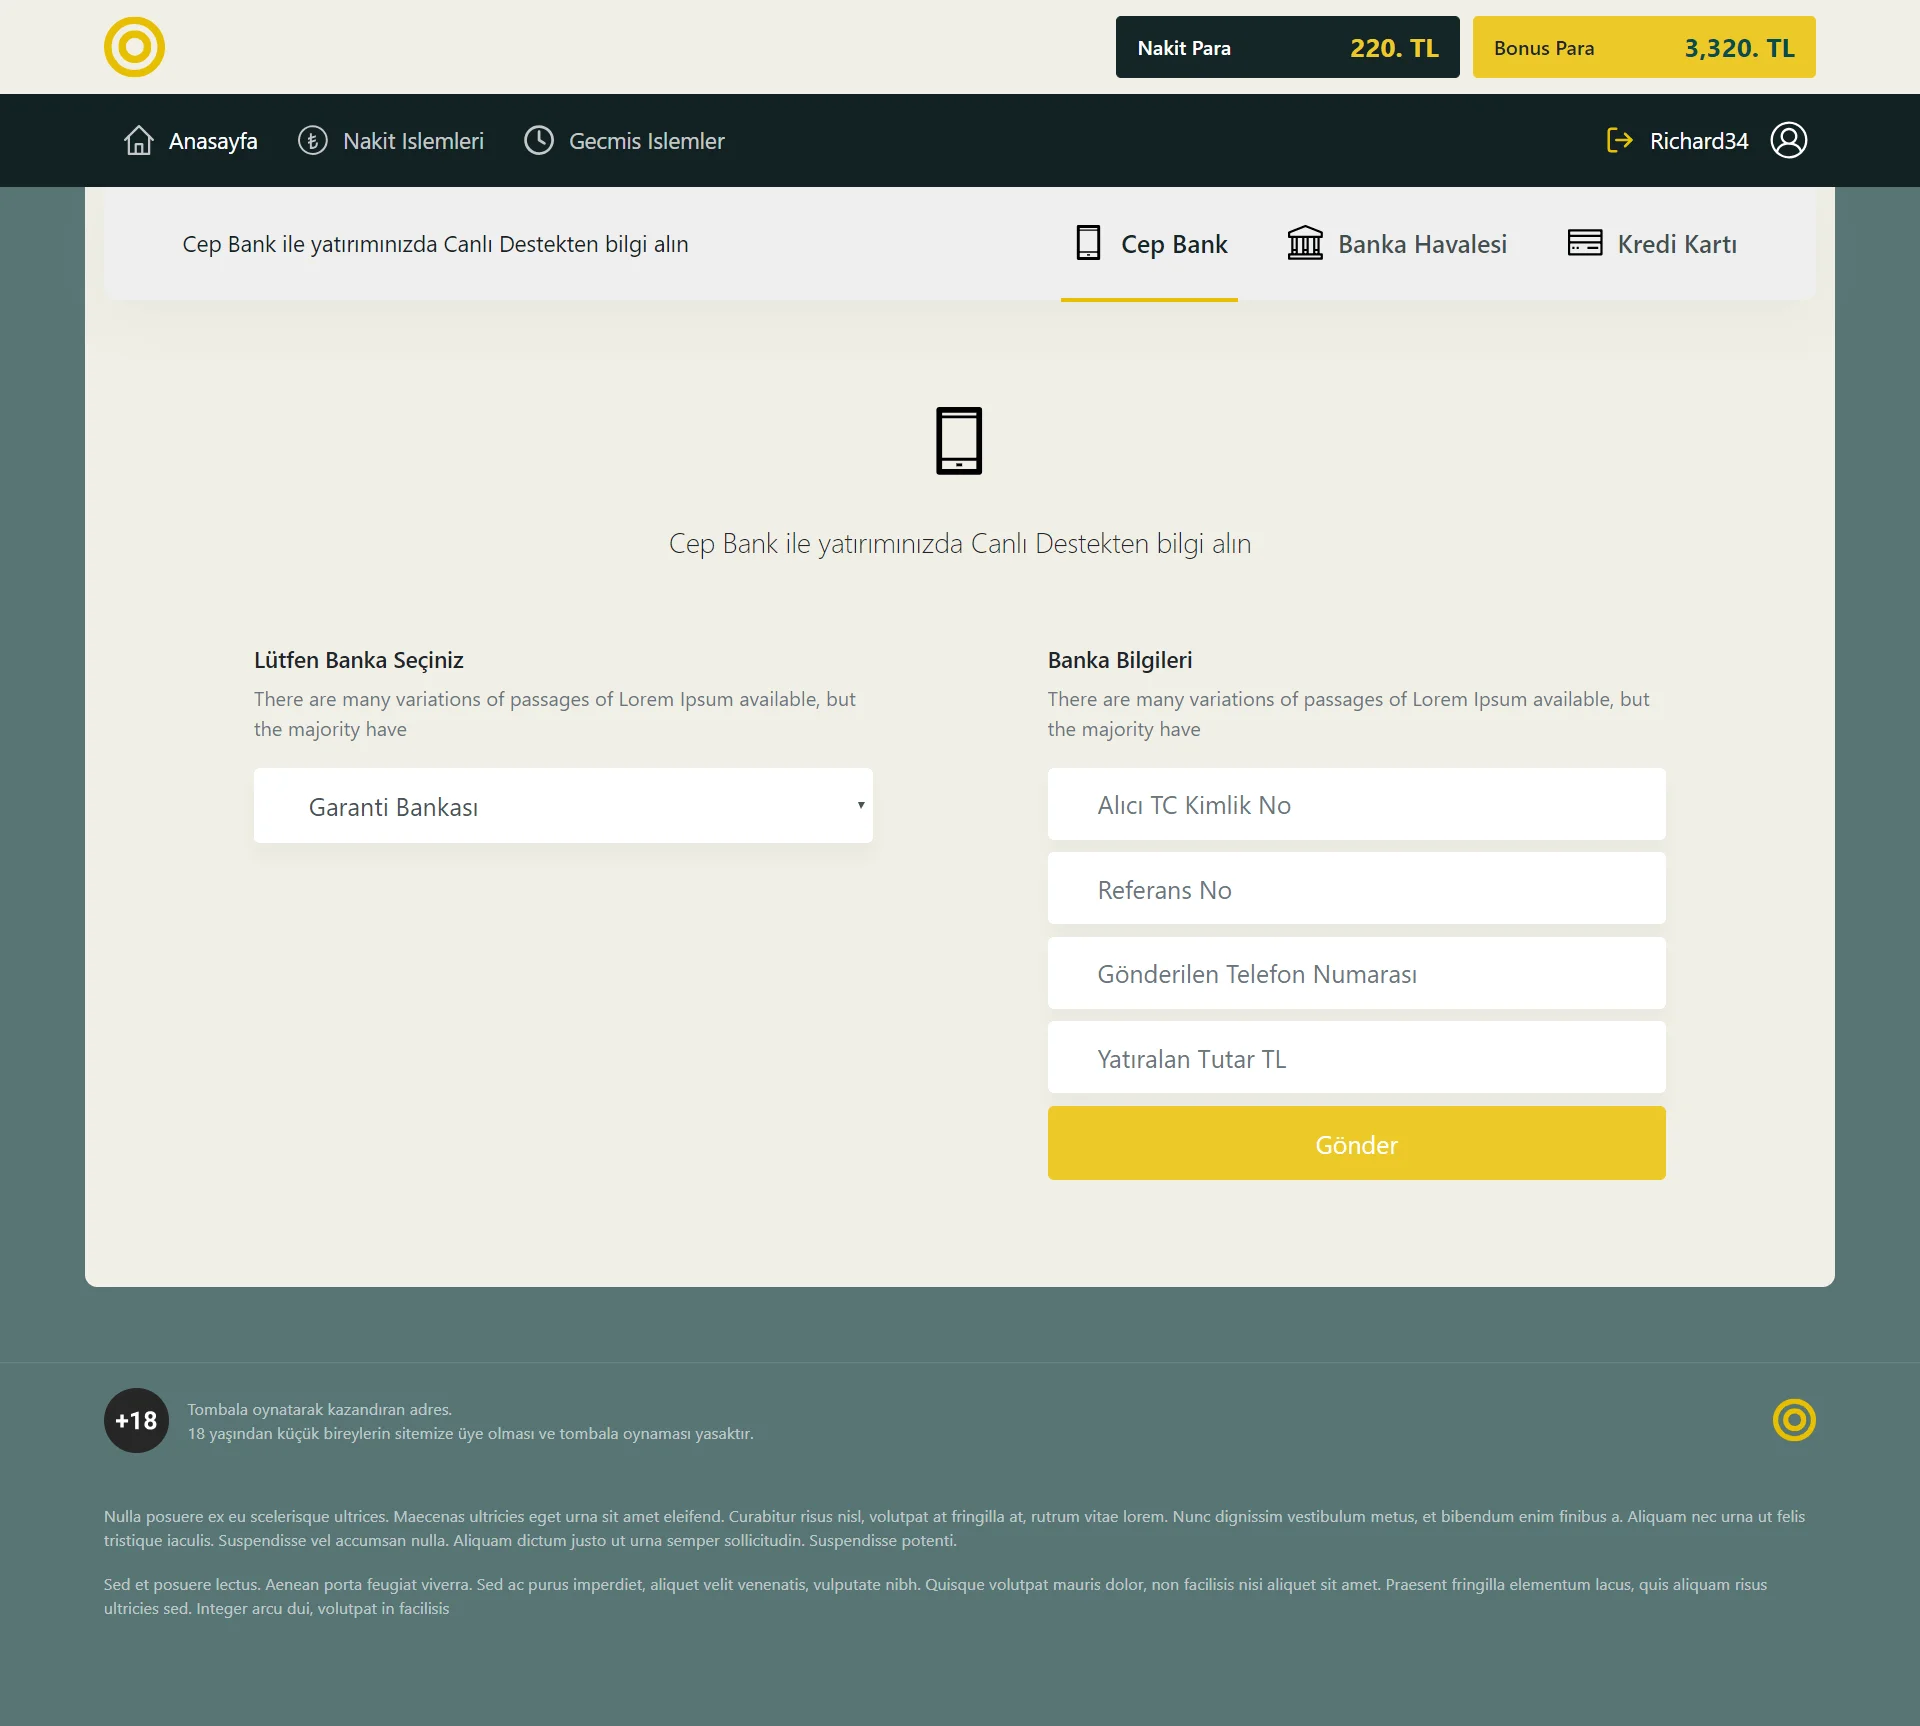 Nakit Para 220. TL Bonus Para 3,320. TL
Anasayfa Nakit Islemleri Gecmis Islemler Richard34
Cep Bank ile yatırımınızda Canlı Destekten bilgi alın Cep Bank Banka Havalesi Kredi Kartı
Cep Bank ile yatırımınızda Canlı Destekten bilgi alın
Lütfen Banka Seçiniz
There are many variations of passages of Lorem Ipsum available, but
the majority have
Garanti Bankası
Banka Bilgileri
There are many variations of passages of Lorem Ipsum available, but
the majority have
Alıcı TC Kimlik No
Referans No
Gönderilen Telefon Numarası
Yatıralan Tutar TL
Gönder
+18
Tombala oynatarak kazandıran adres.
18 yaşından küçük bireylerin sitemize üye olması ve tombala oynaması yasaktır.
Nulla posuere ex eu scelerisque ultrices. Maecenas ultricies eget urna sit amet eleifend. Curabitur risus nisl, volutpat at fringilla at, rutrum vitae lorem. Nunc dignissim vestibulum metus, et bibendum enim finibus a. Aliquam nec urna ut felis
tristique iaculis. Suspendisse vel accumsan nulla. Aliquam dictum justo ut urna semper sollicitudin. Suspendisse potenti.
Sed et posuere lectus. Aenean porta feugiat viverra. Sed ac purus imperdiet, aliquet velit venenatis, vulputate nibh. Quisque volutpat mauris dolor, non facilisis nisi aliquet sit amet. Praesent fringilla elementum lacus, quis aliquam risus
ultricies sed. Integer arcu dui, volutpat in facilisis